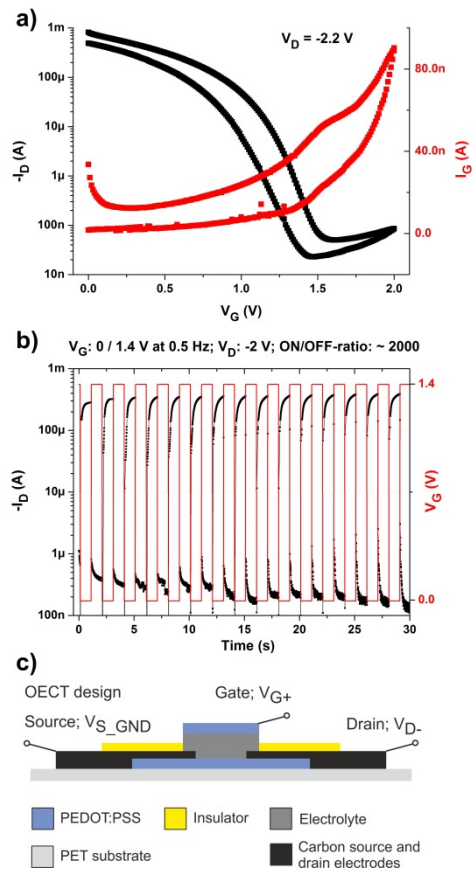 a)
V_D = -2.2 V
1m
100µ
10µ
1µ
100n
10n
-I_D (A)
80.0n
40.0n
0.0
I_G (A)
0.0 0.5 1.0 1.5 2.0
V_G (V)
b)
V_G: 0 / 1.4 V at 0.5 Hz; V_D: -2 V; ON/OFF-ratio: ~ 2000
1m
100µ
10µ
1µ
100n
-I_D (A)
1.4
0.0
V_G (V)
0 5 10 15 20 25 30
Time (s)
c)
OECT design
Gate; V_G+
Source; V_S_GND
Drain; V_D-
PEDOT:PSS
Insulator
Electrolyte
PET substrate
Carbon source and
drain electrodes